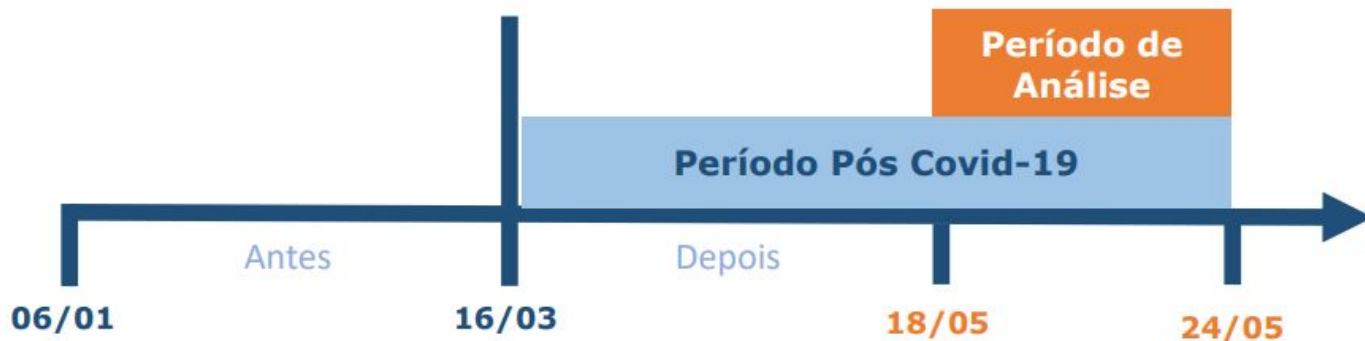 Período de
Análise
Período Pós Covid-19
Antes
Depois
06/01
16/03
18/05
24/05